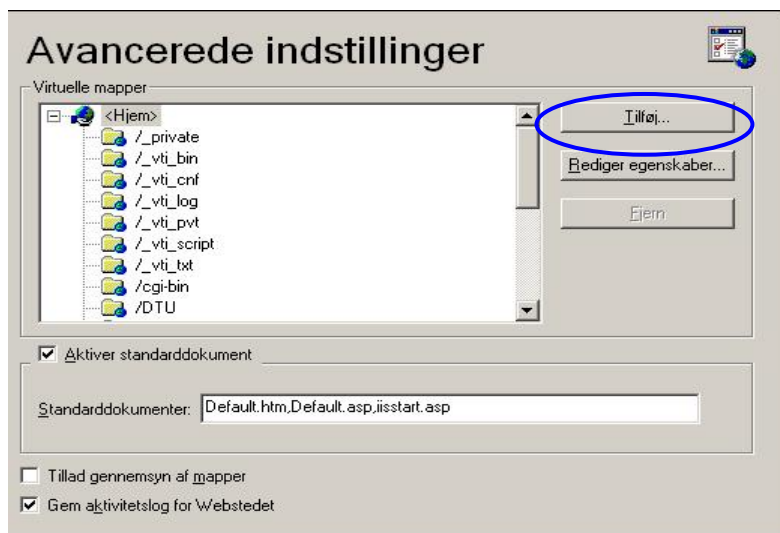 Avancerede indstillinger
Virtuelle mapper
<Hjem>
/_private
/_vti_bin
/_vti_cnf
/_vti_log
/_vti_pvt
/_vti_script
/_vti_txt
/cgi-bin
/DTU
Tilføj...
Rediger egenskaber...
Fjern
Aktiver standarddokument
Standarddokumenter: Default.htm,Default.asp,iisstart.asp
Tillad gennemsyn af mapper
Gem aktivitetslog for Webstedet